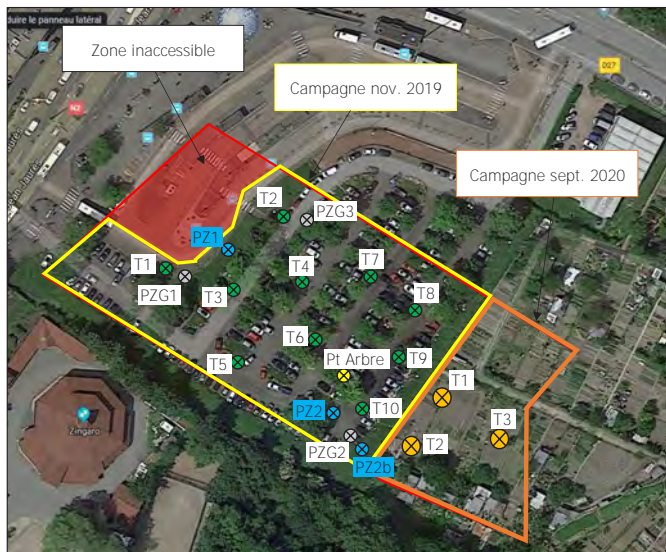 duire le panneau latéral
Zone inaccessible
D27
N2
Campagne nov. 2019
Campagne sept. 2020
T2
PZG3
PZ1
T1
PZG1
T3
T4
T7
T8
T6
T5
Pt Arbre
T9
T1
PZ2
T10
T3
T2
PZG2
PZ2b
Zingaro